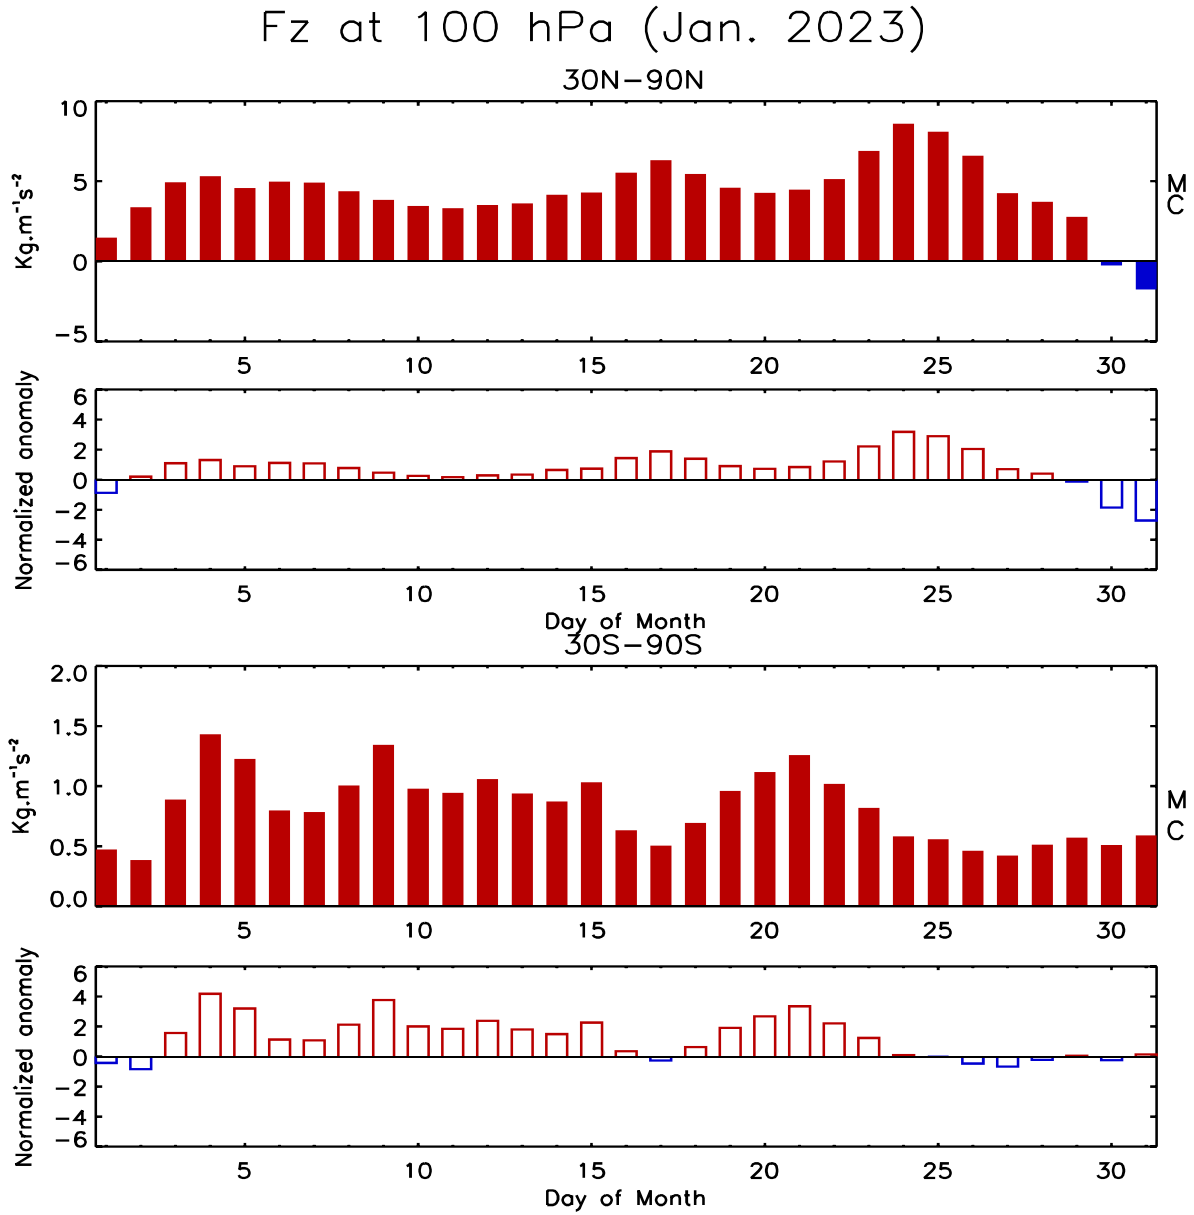 Fz at 100 hPa (Jan. 2023)
30N−90N
10
5
0
−5
Kg.m⁻¹s⁻²
M
C
5 10 15 20 25 30
6
4
2
0
−2
−4
−6
Normalized anomaly
5 10 15 20 25 30
Day of Month
30S−90S
2.0
1.5
1.0
0.5
0.0
Kg.m⁻¹s⁻²
M
C
5 10 15 20 25 30
6
4
2
0
−2
−4
−6
Normalized anomaly
5 10 15 20 25 30
Day of Month